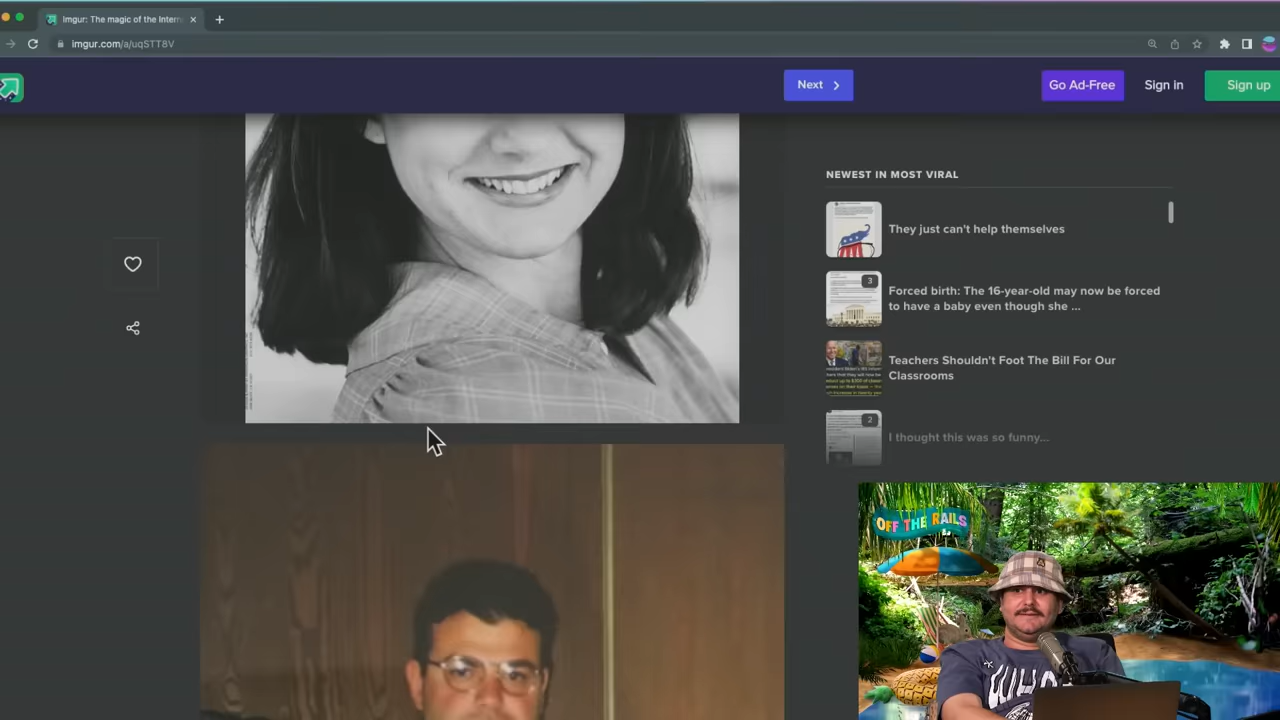 Imgur: The magic of the Intern
imgur.com/a/uqSTT8V
Next
Go Ad-Free
Sign in
Sign up
NEWEST IN MOST VIRAL
They just can't help themselves
3
Forced birth: The 16-year-old may now be forced
to have a baby even though she ...
Teachers Shouldn't Foot The Bill For Our
Classrooms
2
I thought this was so funny...
OFF THE RAILS